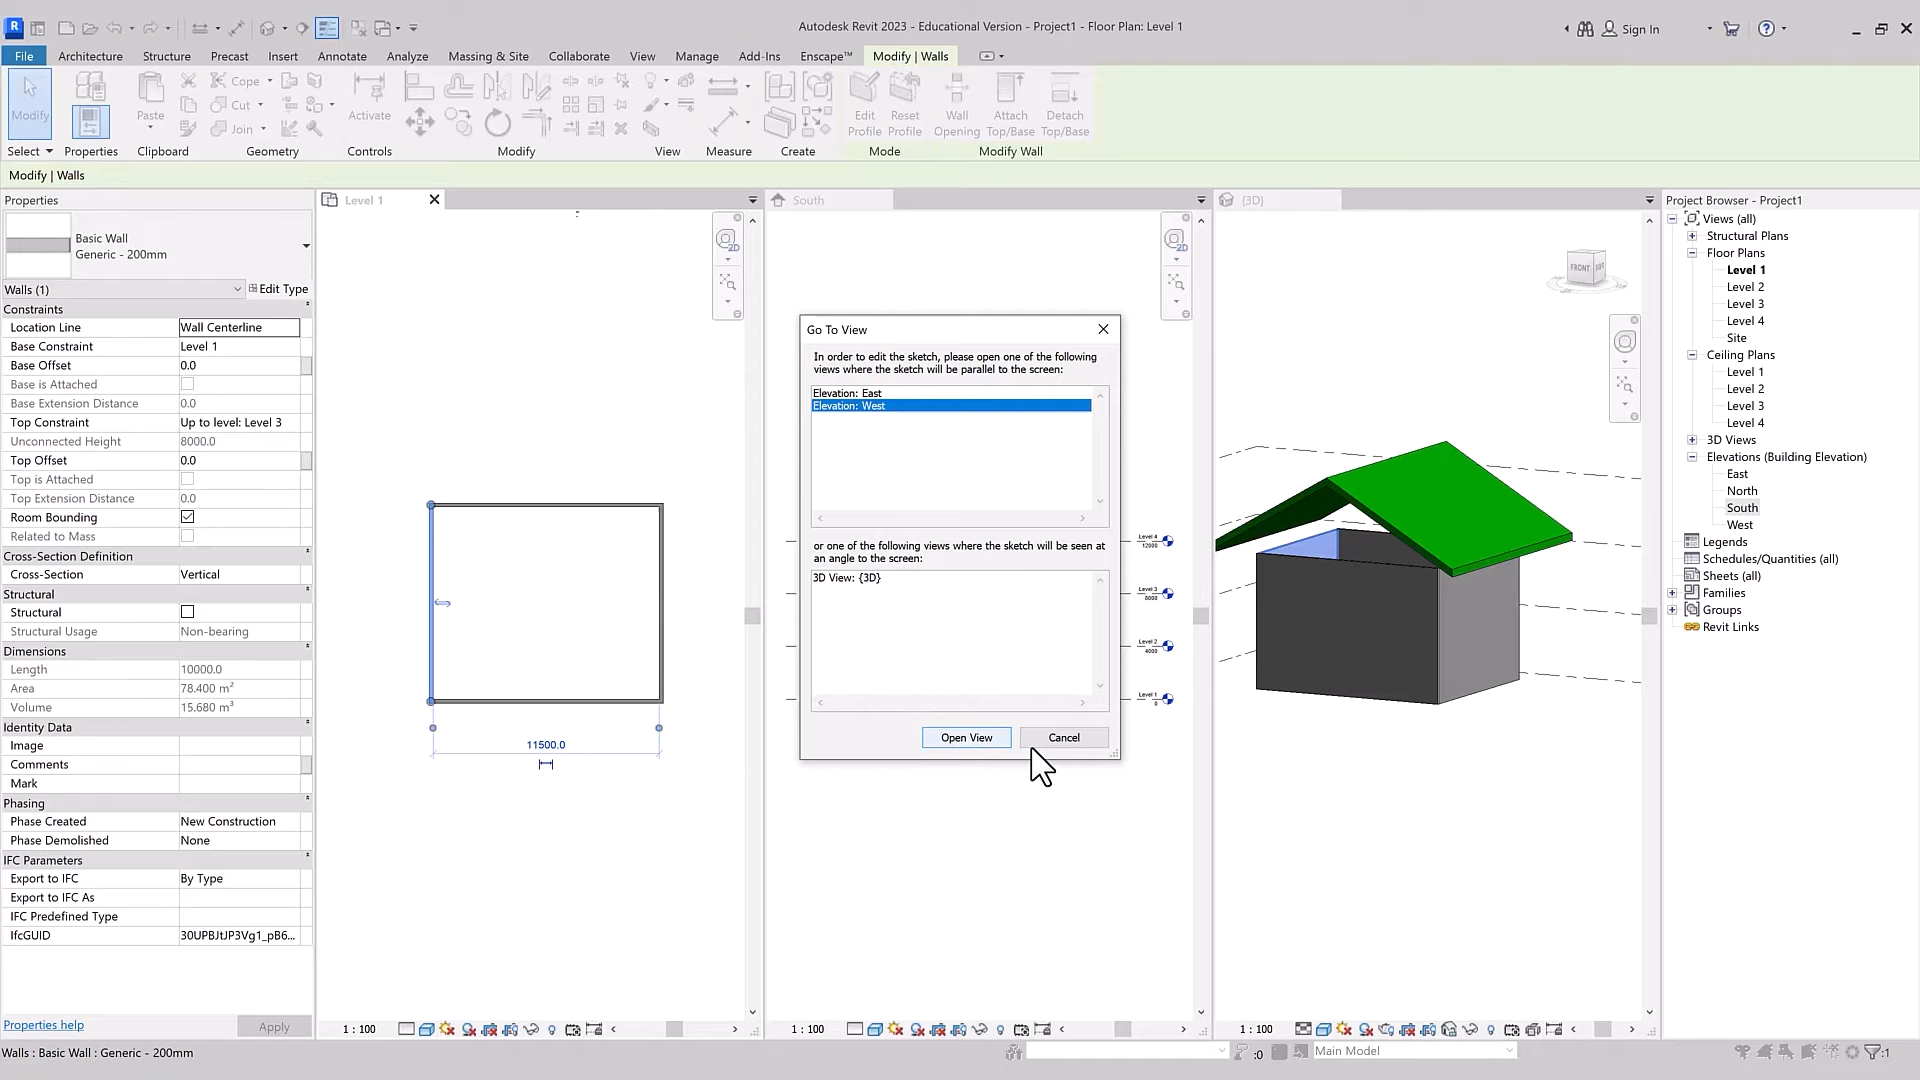 Autodesk Revit 2023 - Educational Version - Project1 - Floor Plan: Level 1
Sign In
File
Architecture
Structure
Precast
Insert
Annotate
Analyze
Massing & Site
Collaborate
View
Manage
Add-Ins
Enscape™
Modify | Walls
Modify
Paste
Cope
Cut
Join
Activate
Edit
Profile
Reset
Profile
Wall
Opening
Attach
Top/Base
Detach
Top/Base
Select
Properties
Clipboard
Geometry
Controls
Modify
View
Measure
Create
Mode
Modify Wall
Modify | Walls
Properties
Basic Wall
Generic - 200mm
Walls (1)
Edit Type
Constraints
Location Line Wall Centerline
Base Constraint Level 1
Base Offset 0.0
Base is Attached
Base Extension Distance 0.0
Top Constraint Up to level: Level 3
Unconnected Height 8000.0
Top Offset 0.0
Top is Attached
Top Extension Distance 0.0
Room Bounding
Related to Mass
Cross-Section Definition
Cross-Section Vertical
Structural
Structural
Structural Usage Non-bearing
Dimensions
Length 10000.0
Area 78.400 m²
Volume 15.680 m³
Identity Data
Image
Comments
Mark
Phasing
Phase Created New Construction
Phase Demolished None
IFC Parameters
Export to IFC By Type
Export to IFC As
IFC Predefined Type
IfcGUID 30UPBJtJP3Vg1_pB6...
Properties help
Apply
Level 1
2D
11500.0
1 : 100
South
2D
Go To View
In order to edit the sketch, please open one of the following
views where the sketch will be parallel to the screen:
Elevation: East
Elevation: West
or one of the following views where the sketch will be seen at
an angle to the screen:
3D View: {3D}
Open View
Cancel
Level 4
12000
Level 3
8000
Level 2
4000
Level 1
0
1 : 100
{3D}
FRONT
1 : 100
Project Browser - Project1
Views (all)
Structural Plans
Floor Plans
Level 1
Level 2
Level 3
Level 4
Site
Ceiling Plans
Level 1
Level 2
Level 3
Level 4
3D Views
Elevations (Building Elevation)
East
North
South
West
Legends
Schedules/Quantities (all)
Sheets (all)
Families
Groups
Revit Links
Walls : Basic Wall : Generic - 200mm
:0
Main Model
:1